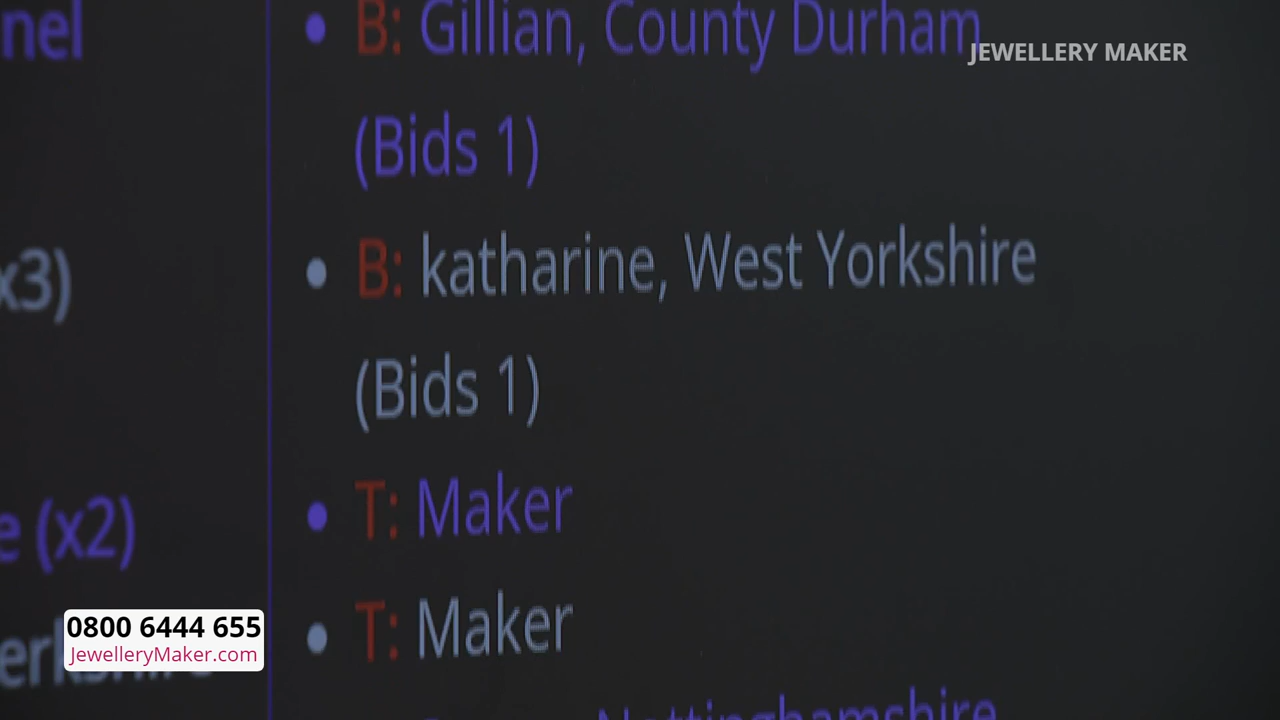 nel
B: Gillian, County Durham
JEWELLERY MAKER
(Bids 1)
x3)
B: katharine, West Yorkshire
(Bids 1)
e (x2)
T: Maker
T: Maker
0800 6444 655
JewelleryMaker.com
Nottinghamshire